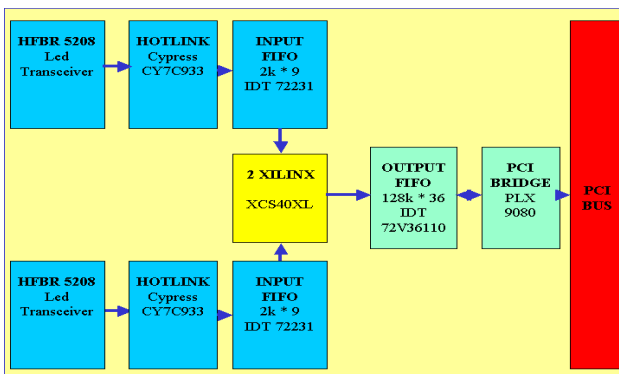 HFBR 5208
Led
Transceiver
HOTLINK
Cypress
CY7C933
INPUT
FIFO
2k * 9
IDT 72231
2 XILINX
XCS40XL
OUTPUT
FIFO
128k * 36
IDT
72V36110
PCI
BRIDGE
PLX
9080
PCI
BUS
HFBR 5208
Led
Transceiver
HOTLINK
Cypress
CY7C933
INPUT
FIFO
2k * 9
IDT 72231